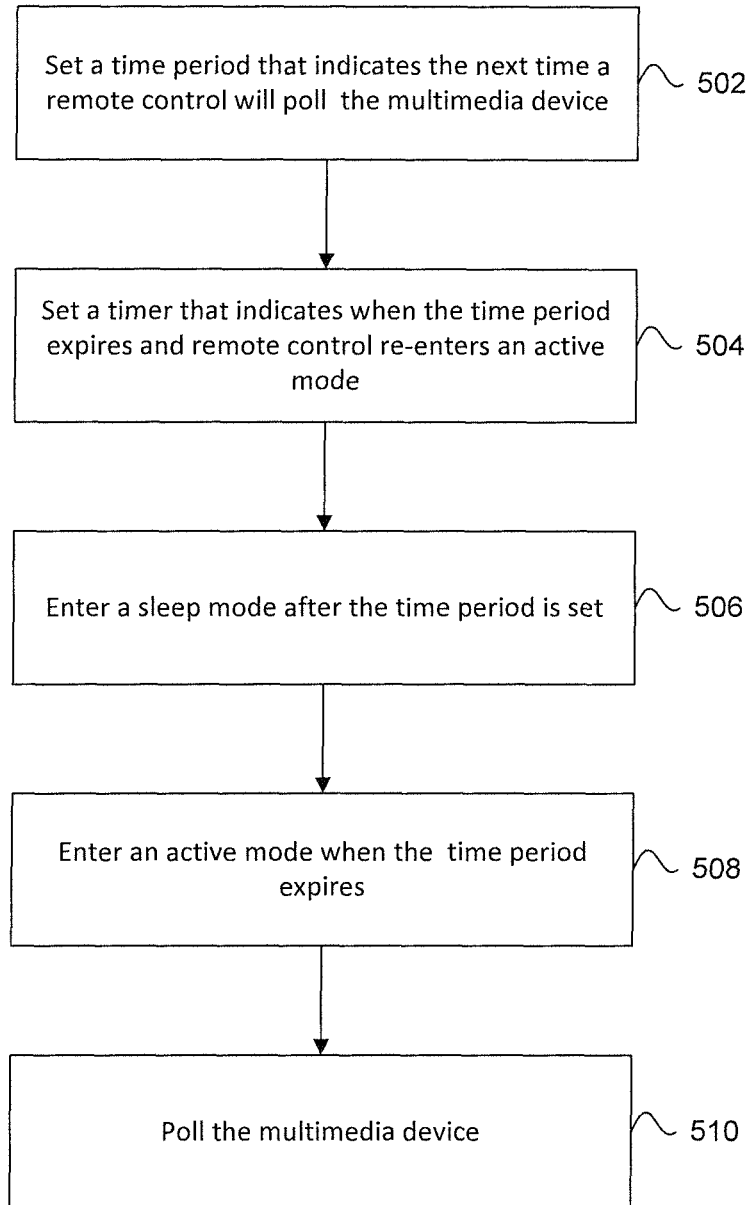 Set a time period that indicates the next time a
remote control will poll the multimedia device
502
Set a timer that indicates when the time period
expires and remote control re-enters an active
mode
504
Enter a sleep mode after the time period is set
506
Enter an active mode when the time period
expires
508
Poll the multimedia device
510